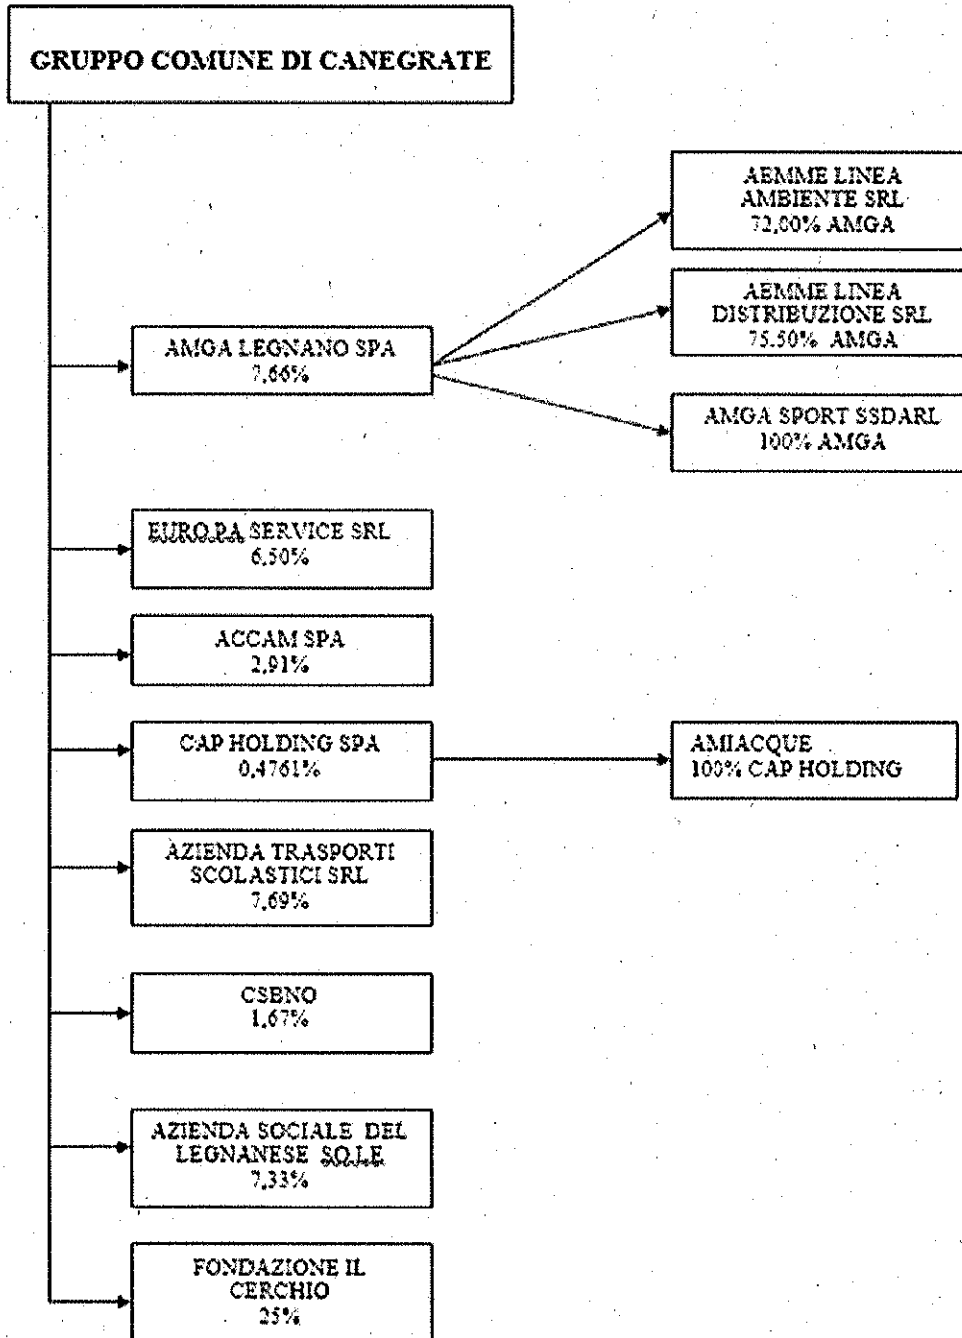 GRUPPO COMUNE DI CANEGRATE
AEMME LINEA
AMBIENTE SRL
72,00% AMGA
AEMME LINEA
DISTRIBUZIONE SRL
75.50% AMGA
AMGA LEGNANO SPA
7,66%
AMGA SPORT SSDARL
100% AMGA
EURO.PA SERVICE SRL
6,50%
ACCAM SPA
2,91%
CAP HOLDING SPA
0,4761%
AMIACQUE
100% CAP HOLDING
AZIENDA TRASPORTI
SCOLASTICI SRL
7,69%
CSBNO
1,67%
AZIENDA SOCIALE DEL
LEGNANESE SO.LE
7,33%
FONDAZIONE IL
CERCHIO
25%